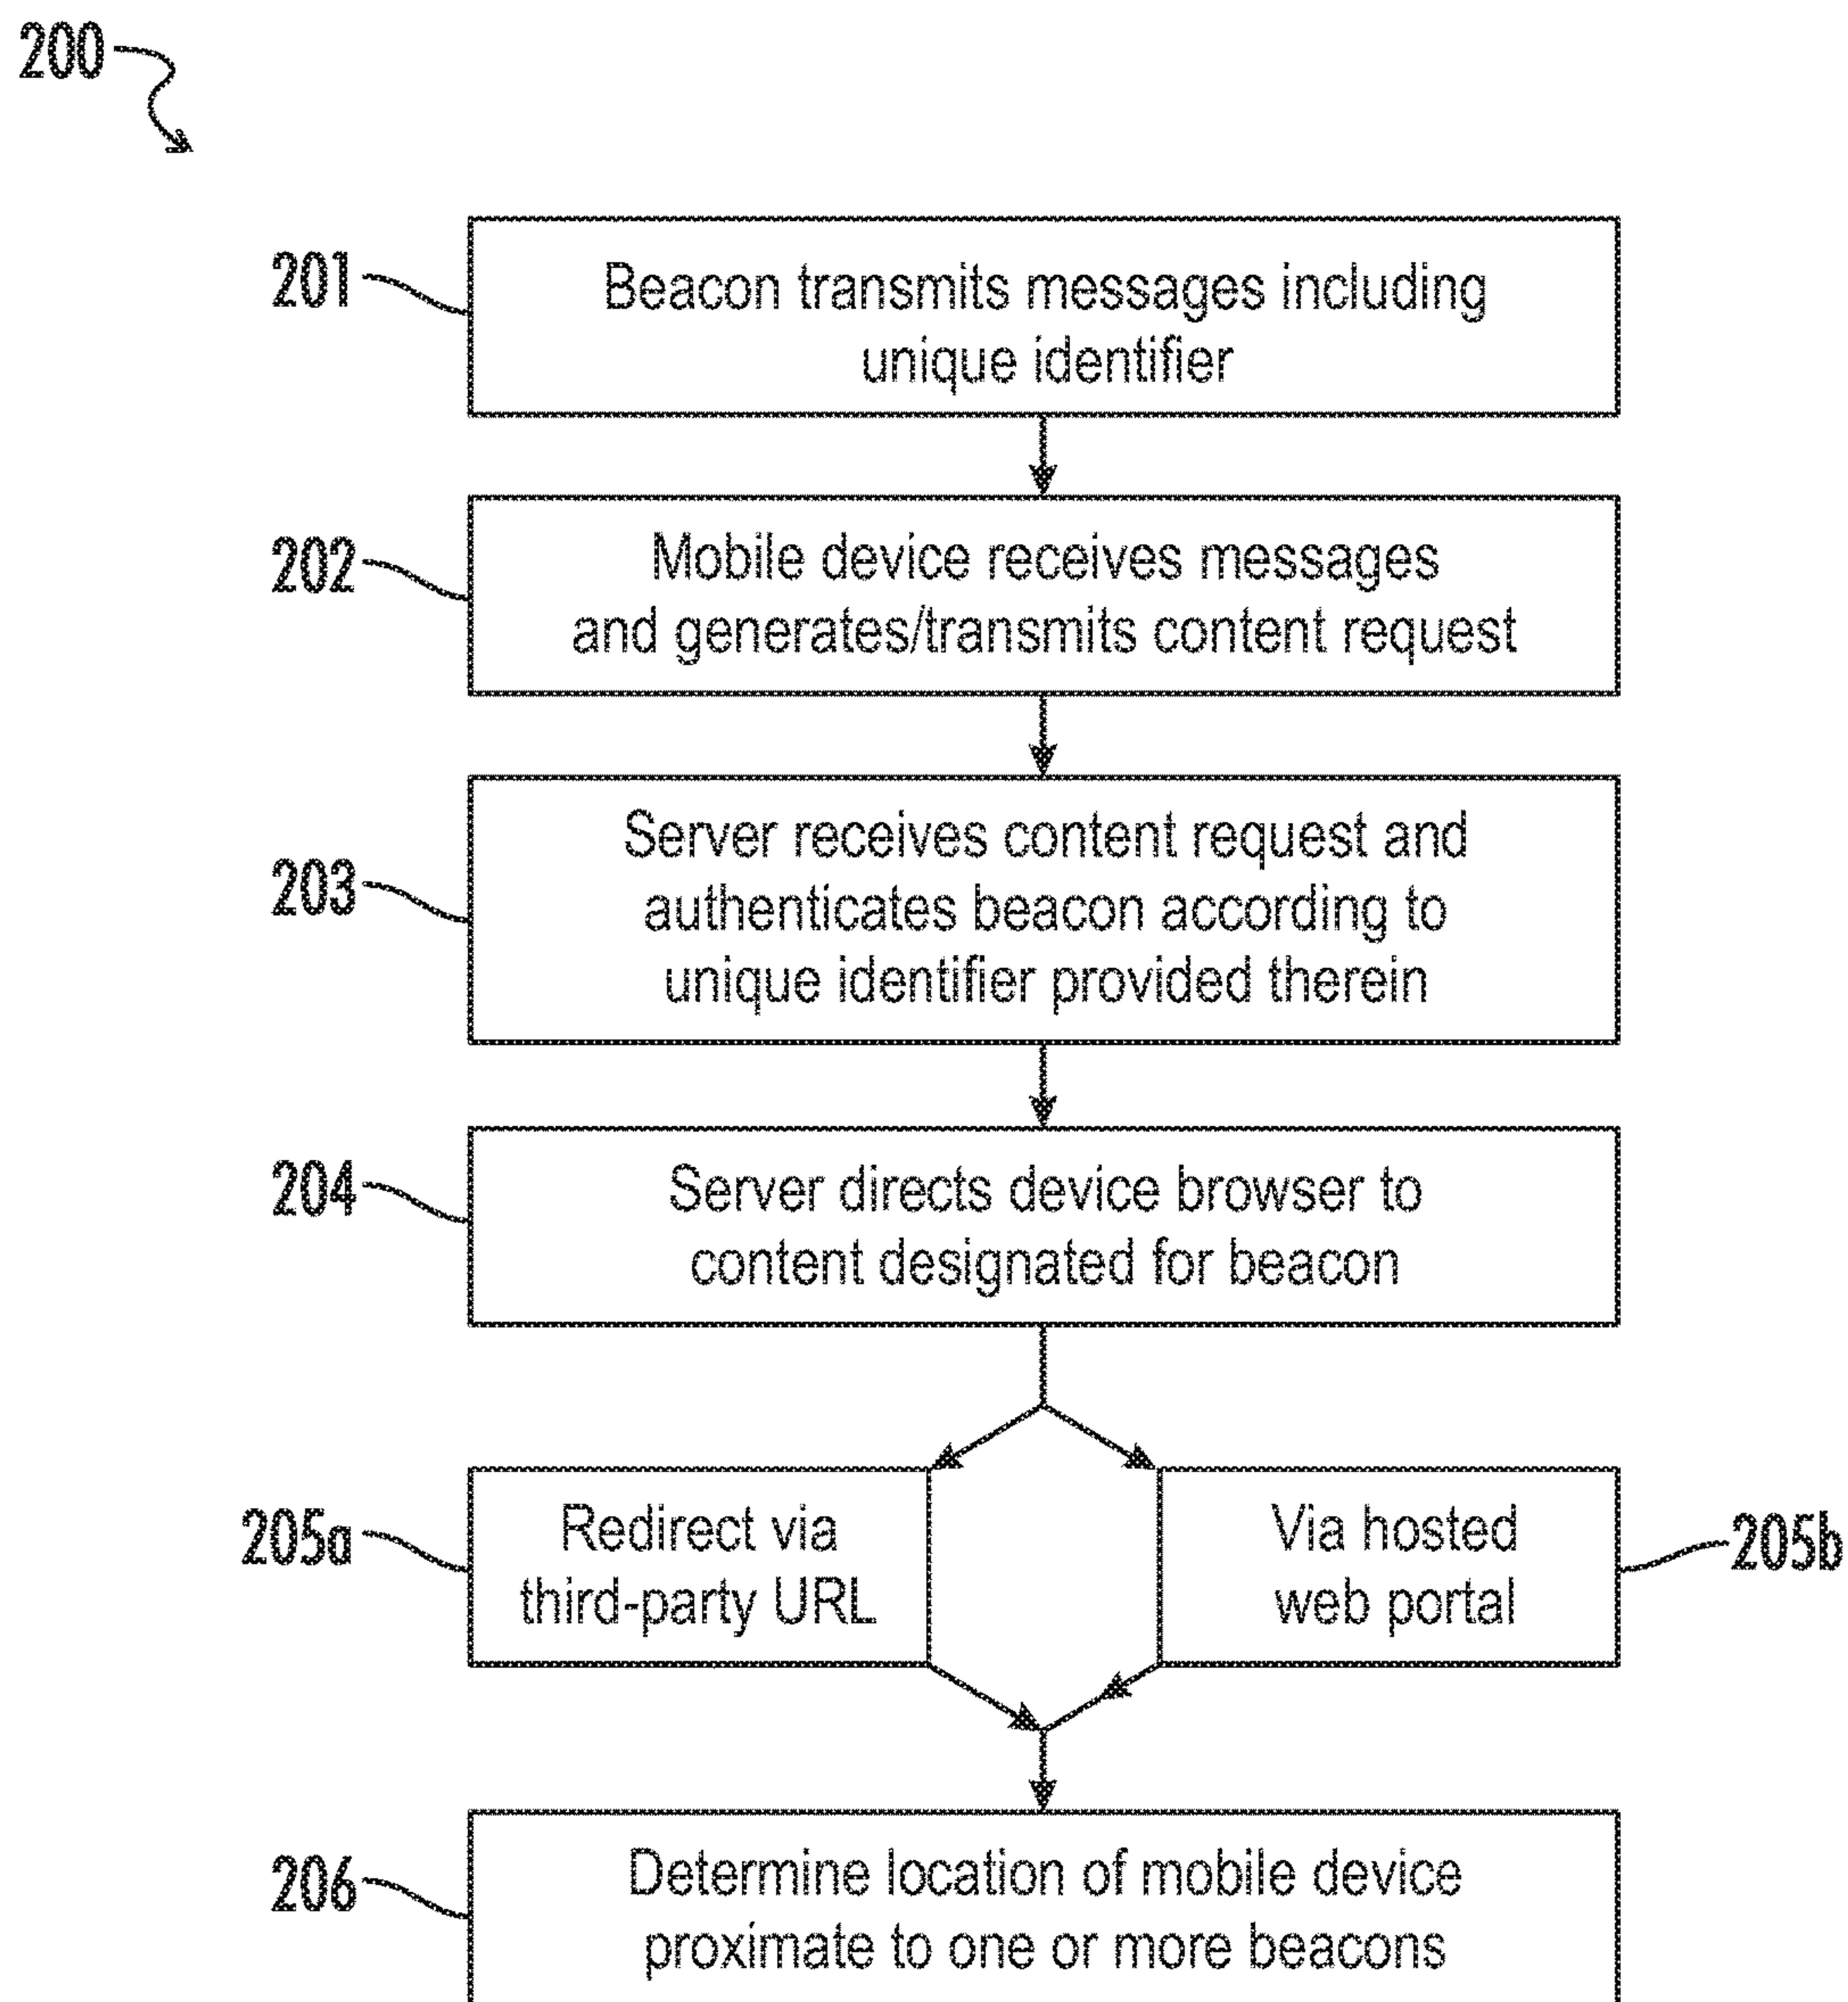 200
201
Beacon transmits messages including
unique identifier
202
Mobile device receives messages
and generates/transmits content request
203
Server receives content request and
authenticates beacon according to
unique identifier provided therein
204
Server directs device browser to
content designated for beacon
205a
Redirect via
third-party URL
Via hosted
web portal
205b
206
Determine location of mobile device
proximate to one or more beacons